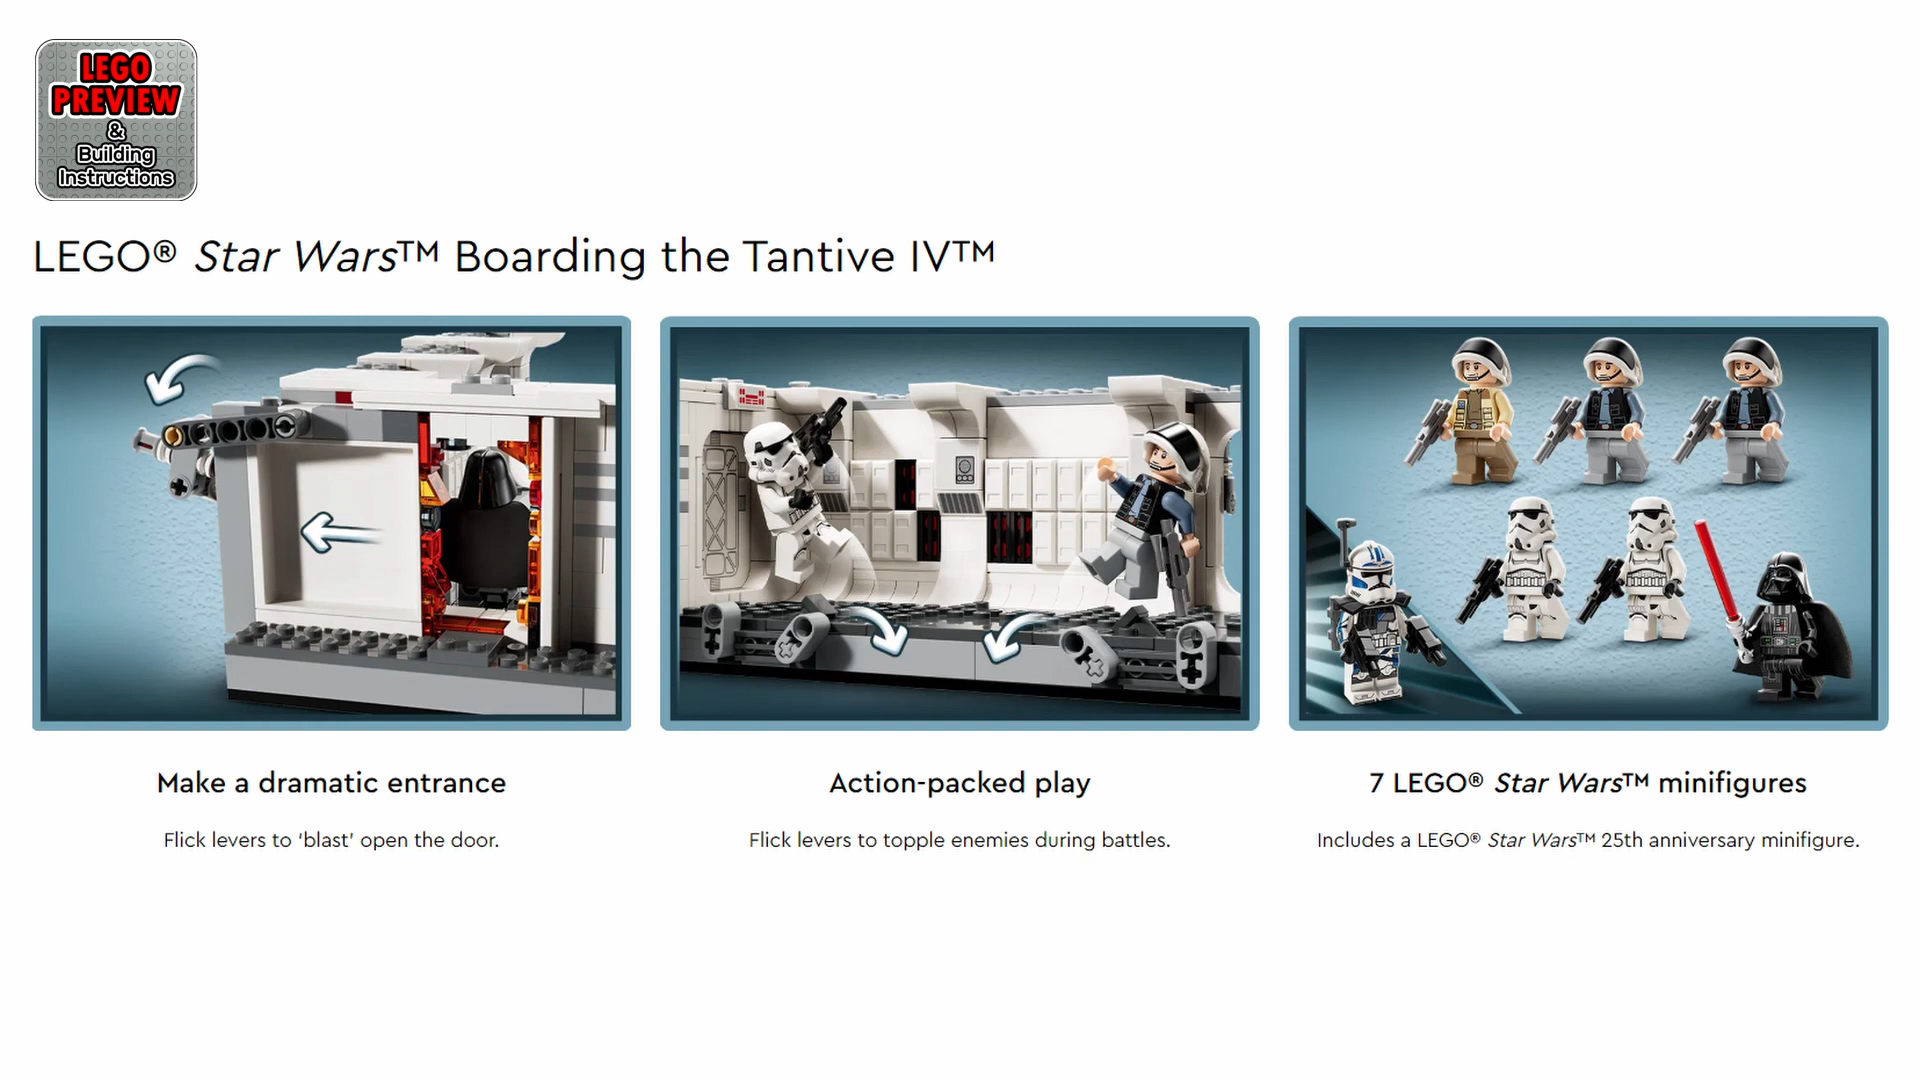 LEGO
PREVIEW
&
Building
Instructions
LEGO® Star Wars™ Boarding the Tantive IV™
Make a dramatic entrance
Flick levers to ‘blast’ open the door.
Action-packed play
Flick levers to topple enemies during battles.
7 LEGO® Star Wars™ minifigures
Includes a LEGO® Star Wars™ 25th anniversary minifigure.